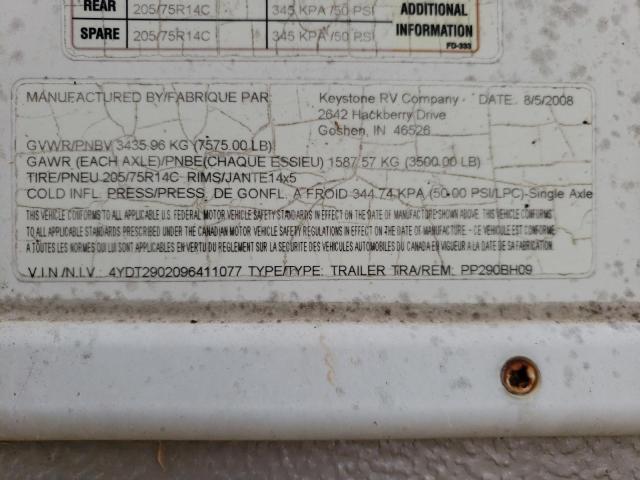 REAR 205/75R14C 345 KPA /50 PSI ADDITIONAL
SPARE 205/75R14C 345 KPA /50 PSI INFORMATION
FD-333
MANUFACTURED BY/FABRIQUE PAR Keystone RV Company DATE 8/5/2008
2642 Hackberry Drive
Goshen, IN 46526
GVWR/PNBV 3435.96 KG (7575.00 LB)
GAWR (EACH AXLE)/PNBE(CHAQUE ESSIEU) 1587.57 KG (3500.00 LB)
TIRE/PNEU 205/75R14C RIMS/JANTE14x5
COLD INFL. PRESS/PRESS. DE GONFL. A FROID 344.74 KPA (50.00 PSI/LPC)-Single Axle
THIS VEHICLE CONFORMS TO ALL APPLICABLE U.S. FEDERAL MOTOR VEHICLE SAFETY STANDARDS IN EFFECT ON THE DATE OF MANUFACTURE SHOWN ABOVE. THIS VEHICLE CONFORMS
TO ALL APPLICABLE STANDARDS PRESCRIBED UNDER THE CANADIAN MOTOR VEHICLE SAFETY REGULATIONS IN EFFECT ON THE DATE OF MANUFACTURE - CE VEHICULE EST CONFORME
A TOUTES LES NORMES QUI LUI SONT APPLICABLES EN VERTU DU REGLEMENT SUR LA SECURITE DES VEHICULES AUTOMOBILES DU CANADA EN VIGUEUR A LA DATE DE SA FABRICATION.
V.I.N./N.I.V. 4YDT2902096411077 TYPE/TYPE: TRAILER TRA/REM: PP290BH09